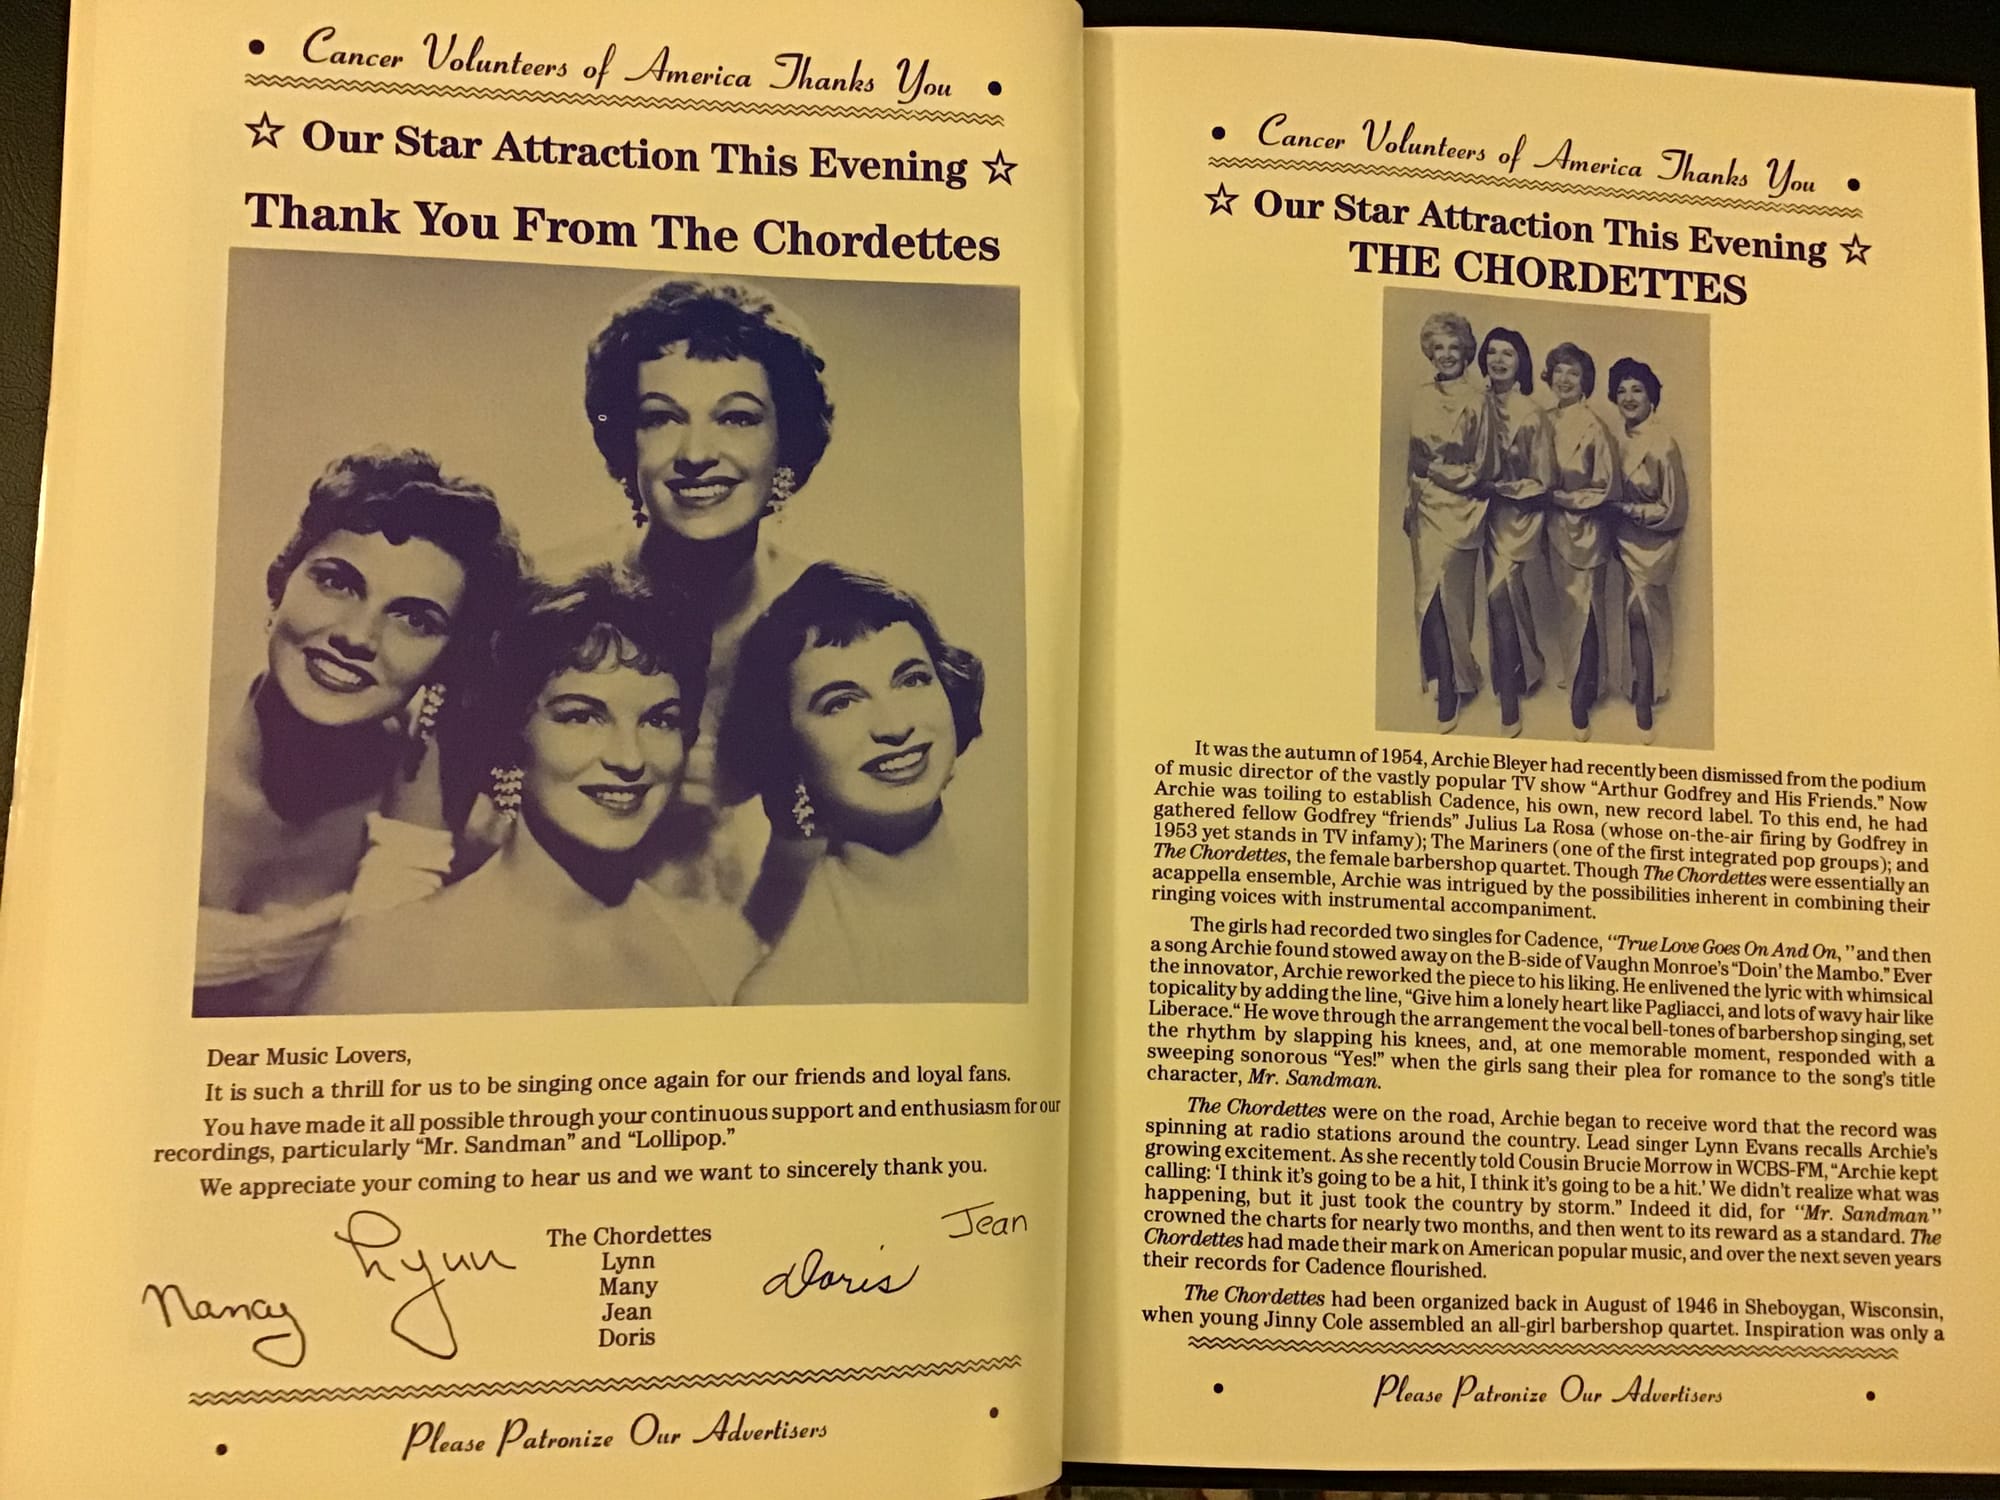 • Cancer Volunteers of America Thanks You •
☆ Our Star Attraction This Evening ☆
Thank You From The Chordettes
Dear Music Lovers,
It is such a thrill for us to be singing once again for our friends and loyal fans.
You have made it all possible through your continuous support and enthusiasm for our
recordings, particularly “Mr. Sandman” and “Lollipop.”
We appreciate your coming to hear us and we want to sincerely thank you.
The Chordettes
Lynn
Many
Jean
Doris
Nancy
Lynn
Doris
Jean
• Please Patronize Our Advertisers •
• Cancer Volunteers of America Thanks You •
☆ Our Star Attraction This Evening ☆
THE CHORDETTES
It was the autumn of 1954, Archie Bleyer had recently been dismissed from the podium
of music director of the vastly popular TV show “Arthur Godfrey and His Friends.” Now
Archie was toiling to establish Cadence, his own, new record label. To this end, he had
gathered fellow Godfrey “friends” Julius La Rosa (whose on-the-air firing by Godfrey in
1953 yet stands in TV infamy); The Mariners (one of the first integrated pop groups); and
The Chordettes, the female barbershop quartet. Though The Chordettes were essentially an
acappella ensemble, Archie was intrigued by the possibilities inherent in combining their
ringing voices with instrumental accompaniment.
The girls had recorded two singles for Cadence, “True Love Goes On And On,” and then
a song Archie found stowed away on the B-side of Vaughn Monroe’s “Doin’ the Mambo.” Ever
the innovator, Archie reworked the piece to his liking. He enlivened the lyric with whimsical
topicality by adding the line, “Give him a lonely heart like Pagliacci, and lots of wavy hair like
Liberace.“ He wove through the arrangement the vocal bell-tones of barbershop singing, set
the rhythm by slapping his knees, and, at one memorable moment, responded with a
sweeping sonorous “Yes!” when the girls sang their plea for romance to the song’s title
character, Mr. Sandman.
The Chordettes were on the road, Archie began to receive word that the record was
spinning at radio stations around the country. Lead singer Lynn Evans recalls Archie’s
growing excitement. As she recently told Cousin Brucie Morrow in WCBS-FM, “Archie kept
calling: ‘I think it’s going to be a hit, I think it’s going to be a hit.’ We didn’t realize what was
happening, but it just took the country by storm.” Indeed it did, for “Mr. Sandman”
crowned the charts for nearly two months, and then went to its reward as a standard. The
Chordettes had made their mark on American popular music, and over the next seven years
their records for Cadence flourished.
The Chordettes had been organized back in August of 1946 in Sheboygan, Wisconsin,
when young Jinny Cole assembled an all-girl barbershop quartet. Inspiration was only a
• Please Patronize Our Advertisers •